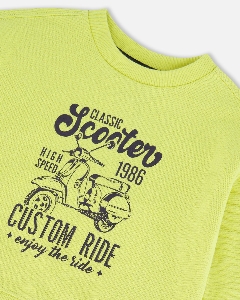 CLASSIC
Scooter
HIGH SPEED 1986
CUSTOM RIDE
enjoy the ride